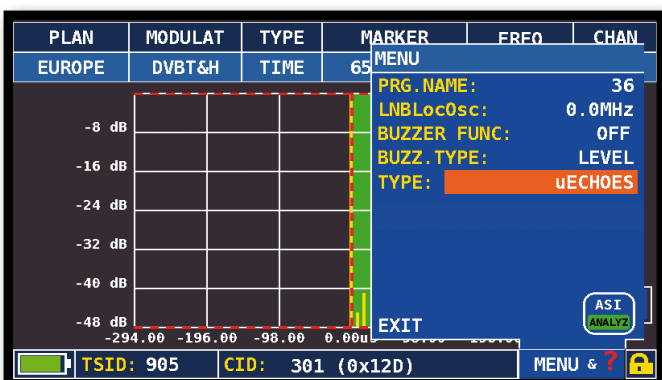 PLAN MODULAT TYPE MARKER FREQ CHAN
EUROPE DVBT&H TIME 65
MENU
PRG.NAME: 36
LNBLocOsc: 0.0MHz
BUZZER FUNC: OFF
BUZZ.TYPE: LEVEL
TYPE: uECHOES
-8 dB
-16 dB
-24 dB
-32 dB
-40 dB
-48 dB
EXIT
ASI
ANALYZ
-294.00 -196.00 -98.00 0.00uS
TSID: 905 CID: 301 (0x12D) MENU & ?